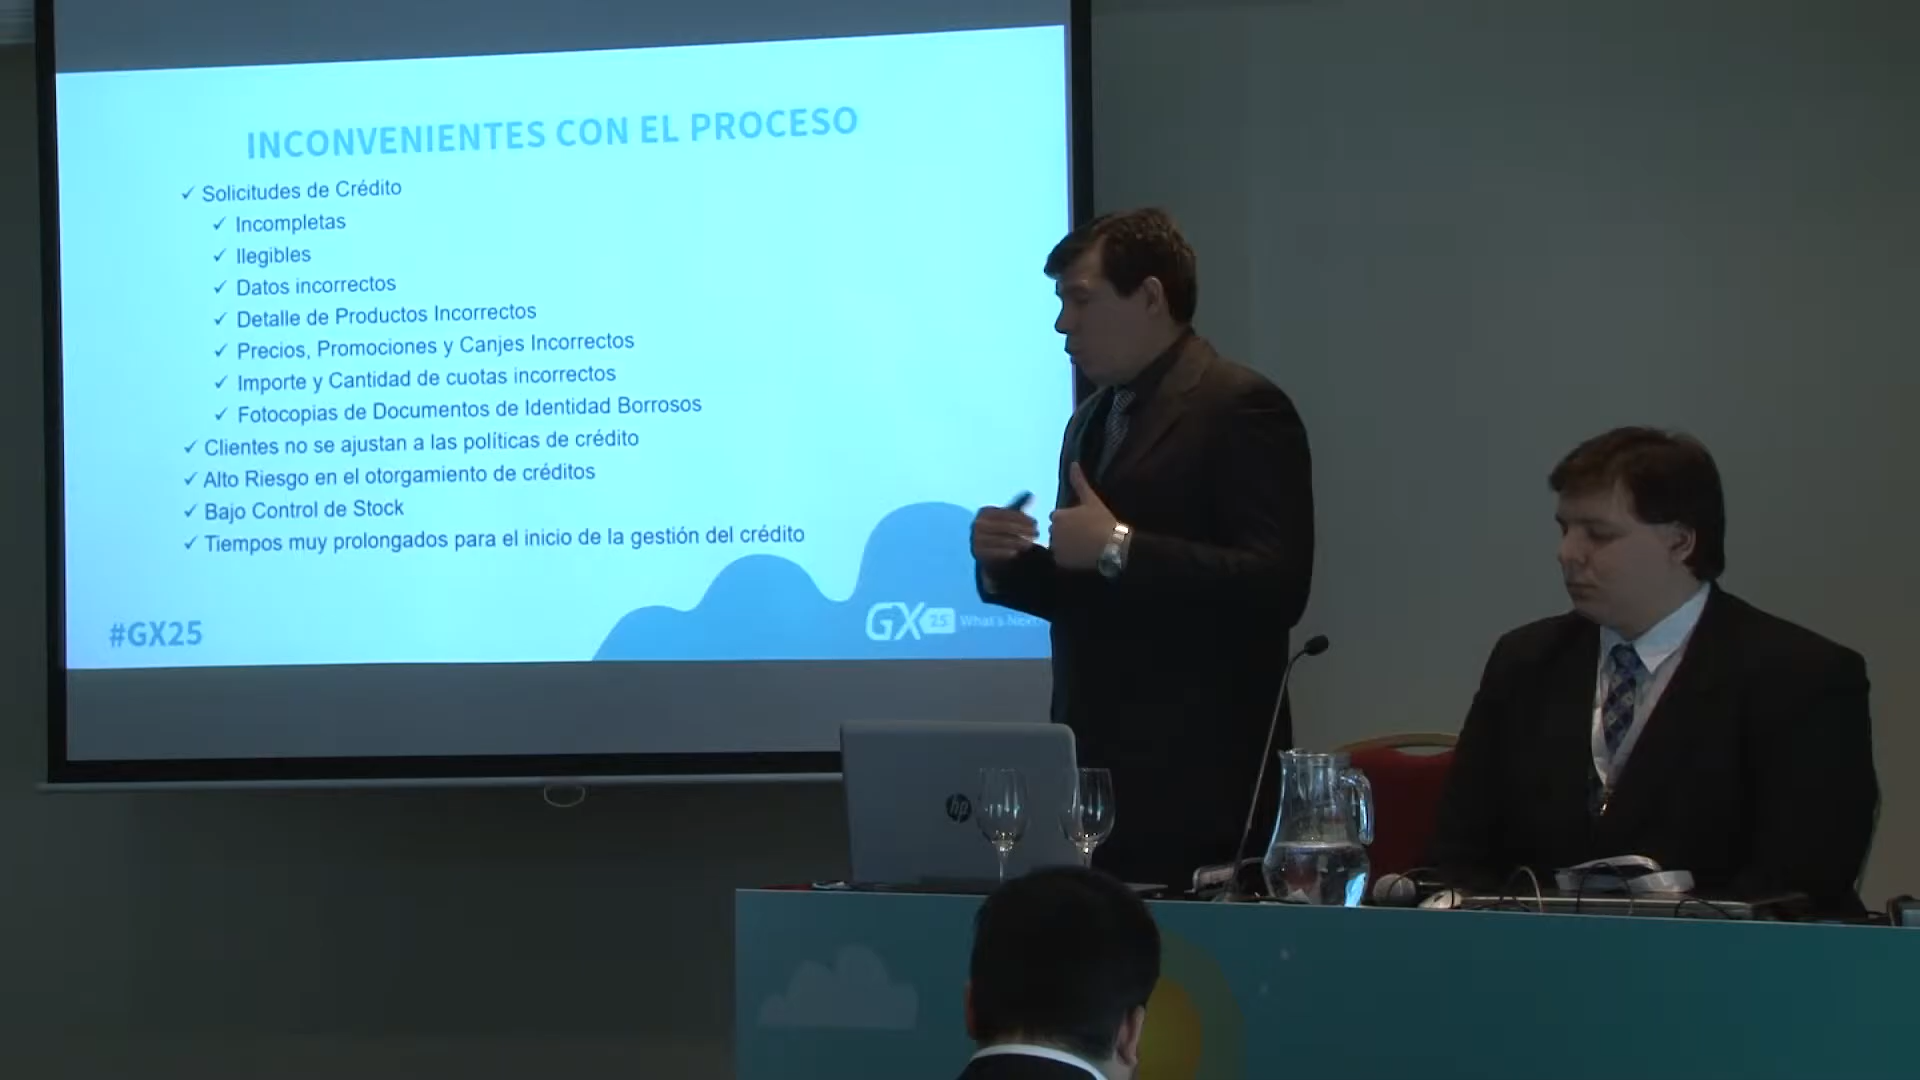 INCONVENIENTES CON EL PROCESO
✓ Solicitudes de Crédito
✓ Incompletas
✓ Ilegibles
✓ Datos incorrectos
✓ Detalle de Productos Incorrectos
✓ Precios, Promociones y Canjes Incorrectos
✓ Importe y Cantidad de cuotas incorrectos
✓ Fotocopias de Documentos de Identidad Borrosos
✓ Clientes no se ajustan a las políticas de crédito
✓ Alto Riesgo en el otorgamiento de créditos
✓ Bajo Control de Stock
✓ Tiempos muy prolongados para el inicio de la gestión del crédito
#GX25
GX 25 What's Next
hp